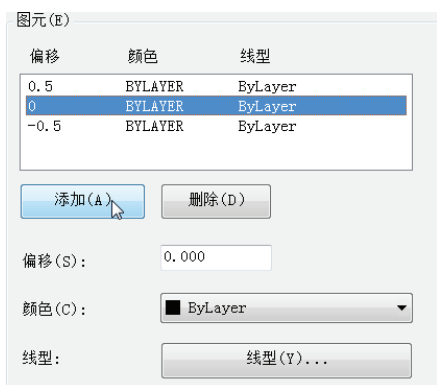 图元(E)
偏移 颜色 线型
0.5 BYLAYER ByLayer
0 BYLAYER ByLayer
-0.5 BYLAYER ByLayer
添加(A) 删除(D)
偏移(S): 0.000
颜色(C): ByLayer
线型: 线型(Y)...